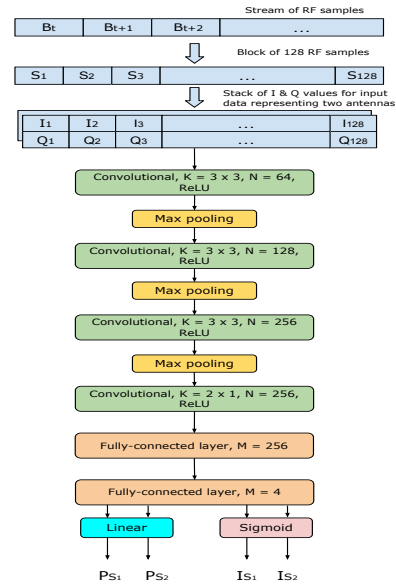 Stream of RF samples
Bt Bt+1 Bt+2 ...
Block of 128 RF samples
S1 S2 S3 ... S128
Stack of I & Q values for input
data representing two antennas
I1 I2 I3 ... I128
Q1 Q2 Q3 ... Q128
Convolutional, K = 3 x 3, N = 64,
ReLU
Max pooling
Convolutional, K = 3 x 3, N = 128,
ReLU
Max pooling
Convolutional, K = 3 x 3, N = 256
ReLU
Max pooling
Convolutional, K = 2 x 1, N = 256,
ReLU
Fully-connected layer, M = 256
Fully-connected layer, M = 4
Linear Sigmoid
PS1 PS2 IS1 IS2